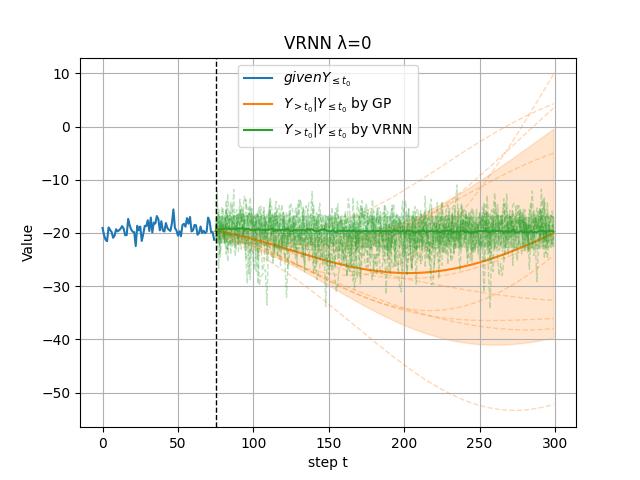 VRNN λ=0
given Y≤t₀
Y>t₀|Y≤t₀ by GP
Y>t₀|Y≤t₀ by VRNN
Value
10
0
−10
−20
−30
−40
−50
0 50 100 150 200 250 300
step t